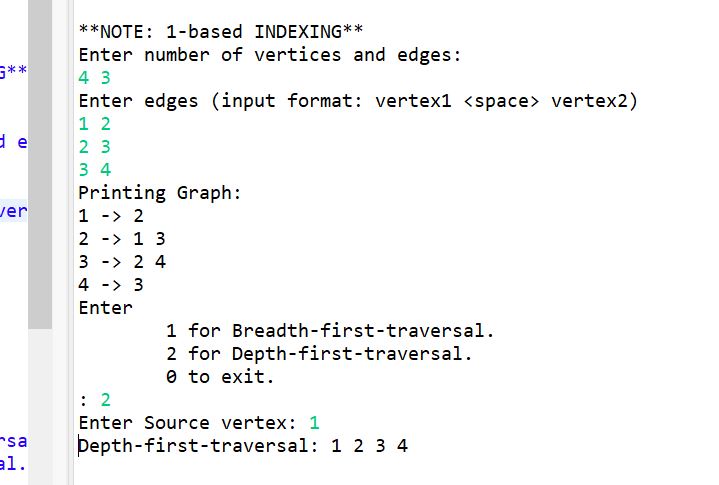 **NOTE: 1-based INDEXING**
Enter number of vertices and edges:
4 3
Enter edges (input format: vertex1 <space> vertex2)
1 2
2 3
3 4
Printing Graph:
1 -> 2
2 -> 1 3
3 -> 2 4
4 -> 3
Enter
1 for Breadth-first-traversal.
2 for Depth-first-traversal.
0 to exit.
: 2
Enter Source vertex: 1
Depth-first-traversal: 1 2 3 4